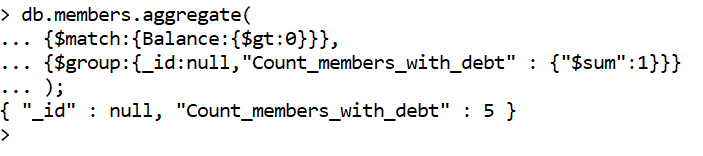 > db.members.aggregate(
... {$match:{Balance:{$gt:0}}},
... {$group:{_id:null,"Count_members_with_debt" : {"$sum":1}}}
... );
{ "_id" : null, "Count_members_with_debt" : 5 }
>